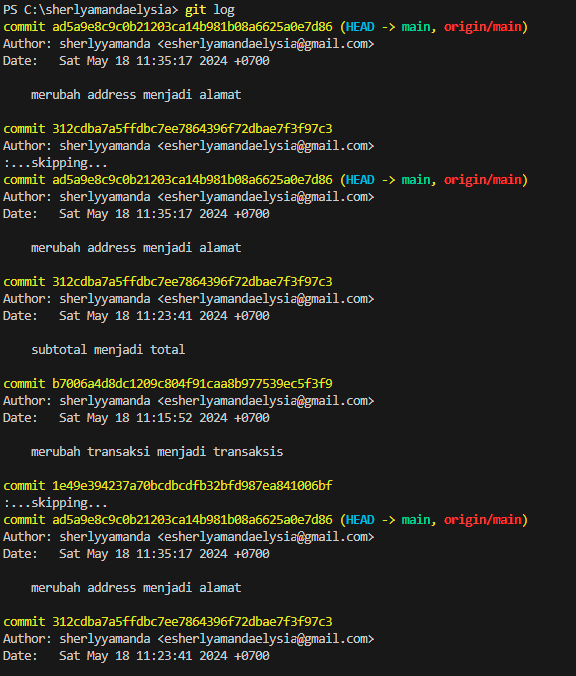 PS C:\sherlyamandaelysia> git log
commit ad5a9e8c9c0b21203ca14b981b08a6625a0e7d86 (HEAD -> main, origin/main)
Author: sherlyyamanda <esherlyamandaelysia@gmail.com>
Date:   Sat May 18 11:35:17 2024 +0700

    merubah address menjadi alamat

commit 312cdba7a5ffdbc7ee7864396f72dbae7f3f97c3
Author: sherlyyamanda <esherlyamandaelysia@gmail.com>
:...skipping...
commit ad5a9e8c9c0b21203ca14b981b08a6625a0e7d86 (HEAD -> main, origin/main)
Author: sherlyyamanda <esherlyamandaelysia@gmail.com>
Date:   Sat May 18 11:35:17 2024 +0700

    merubah address menjadi alamat

commit 312cdba7a5ffdbc7ee7864396f72dbae7f3f97c3
Author: sherlyyamanda <esherlyamandaelysia@gmail.com>
Date:   Sat May 18 11:23:41 2024 +0700

    subtotal menjadi total

commit b7006a4d8dc1209c804f91caa8b977539ec5f3f9
Author: sherlyyamanda <esherlyamandaelysia@gmail.com>
Date:   Sat May 18 11:15:52 2024 +0700

    merubah transaksi menjadi transaksis

commit 1e49e394237a70bcdbcdfb32bfd987ea841006bf
:...skipping...
commit ad5a9e8c9c0b21203ca14b981b08a6625a0e7d86 (HEAD -> main, origin/main)
Author: sherlyyamanda <esherlyamandaelysia@gmail.com>
Date:   Sat May 18 11:35:17 2024 +0700

    merubah address menjadi alamat

commit 312cdba7a5ffdbc7ee7864396f72dbae7f3f97c3
Author: sherlyyamanda <esherlyamandaelysia@gmail.com>
Date:   Sat May 18 11:23:41 2024 +0700